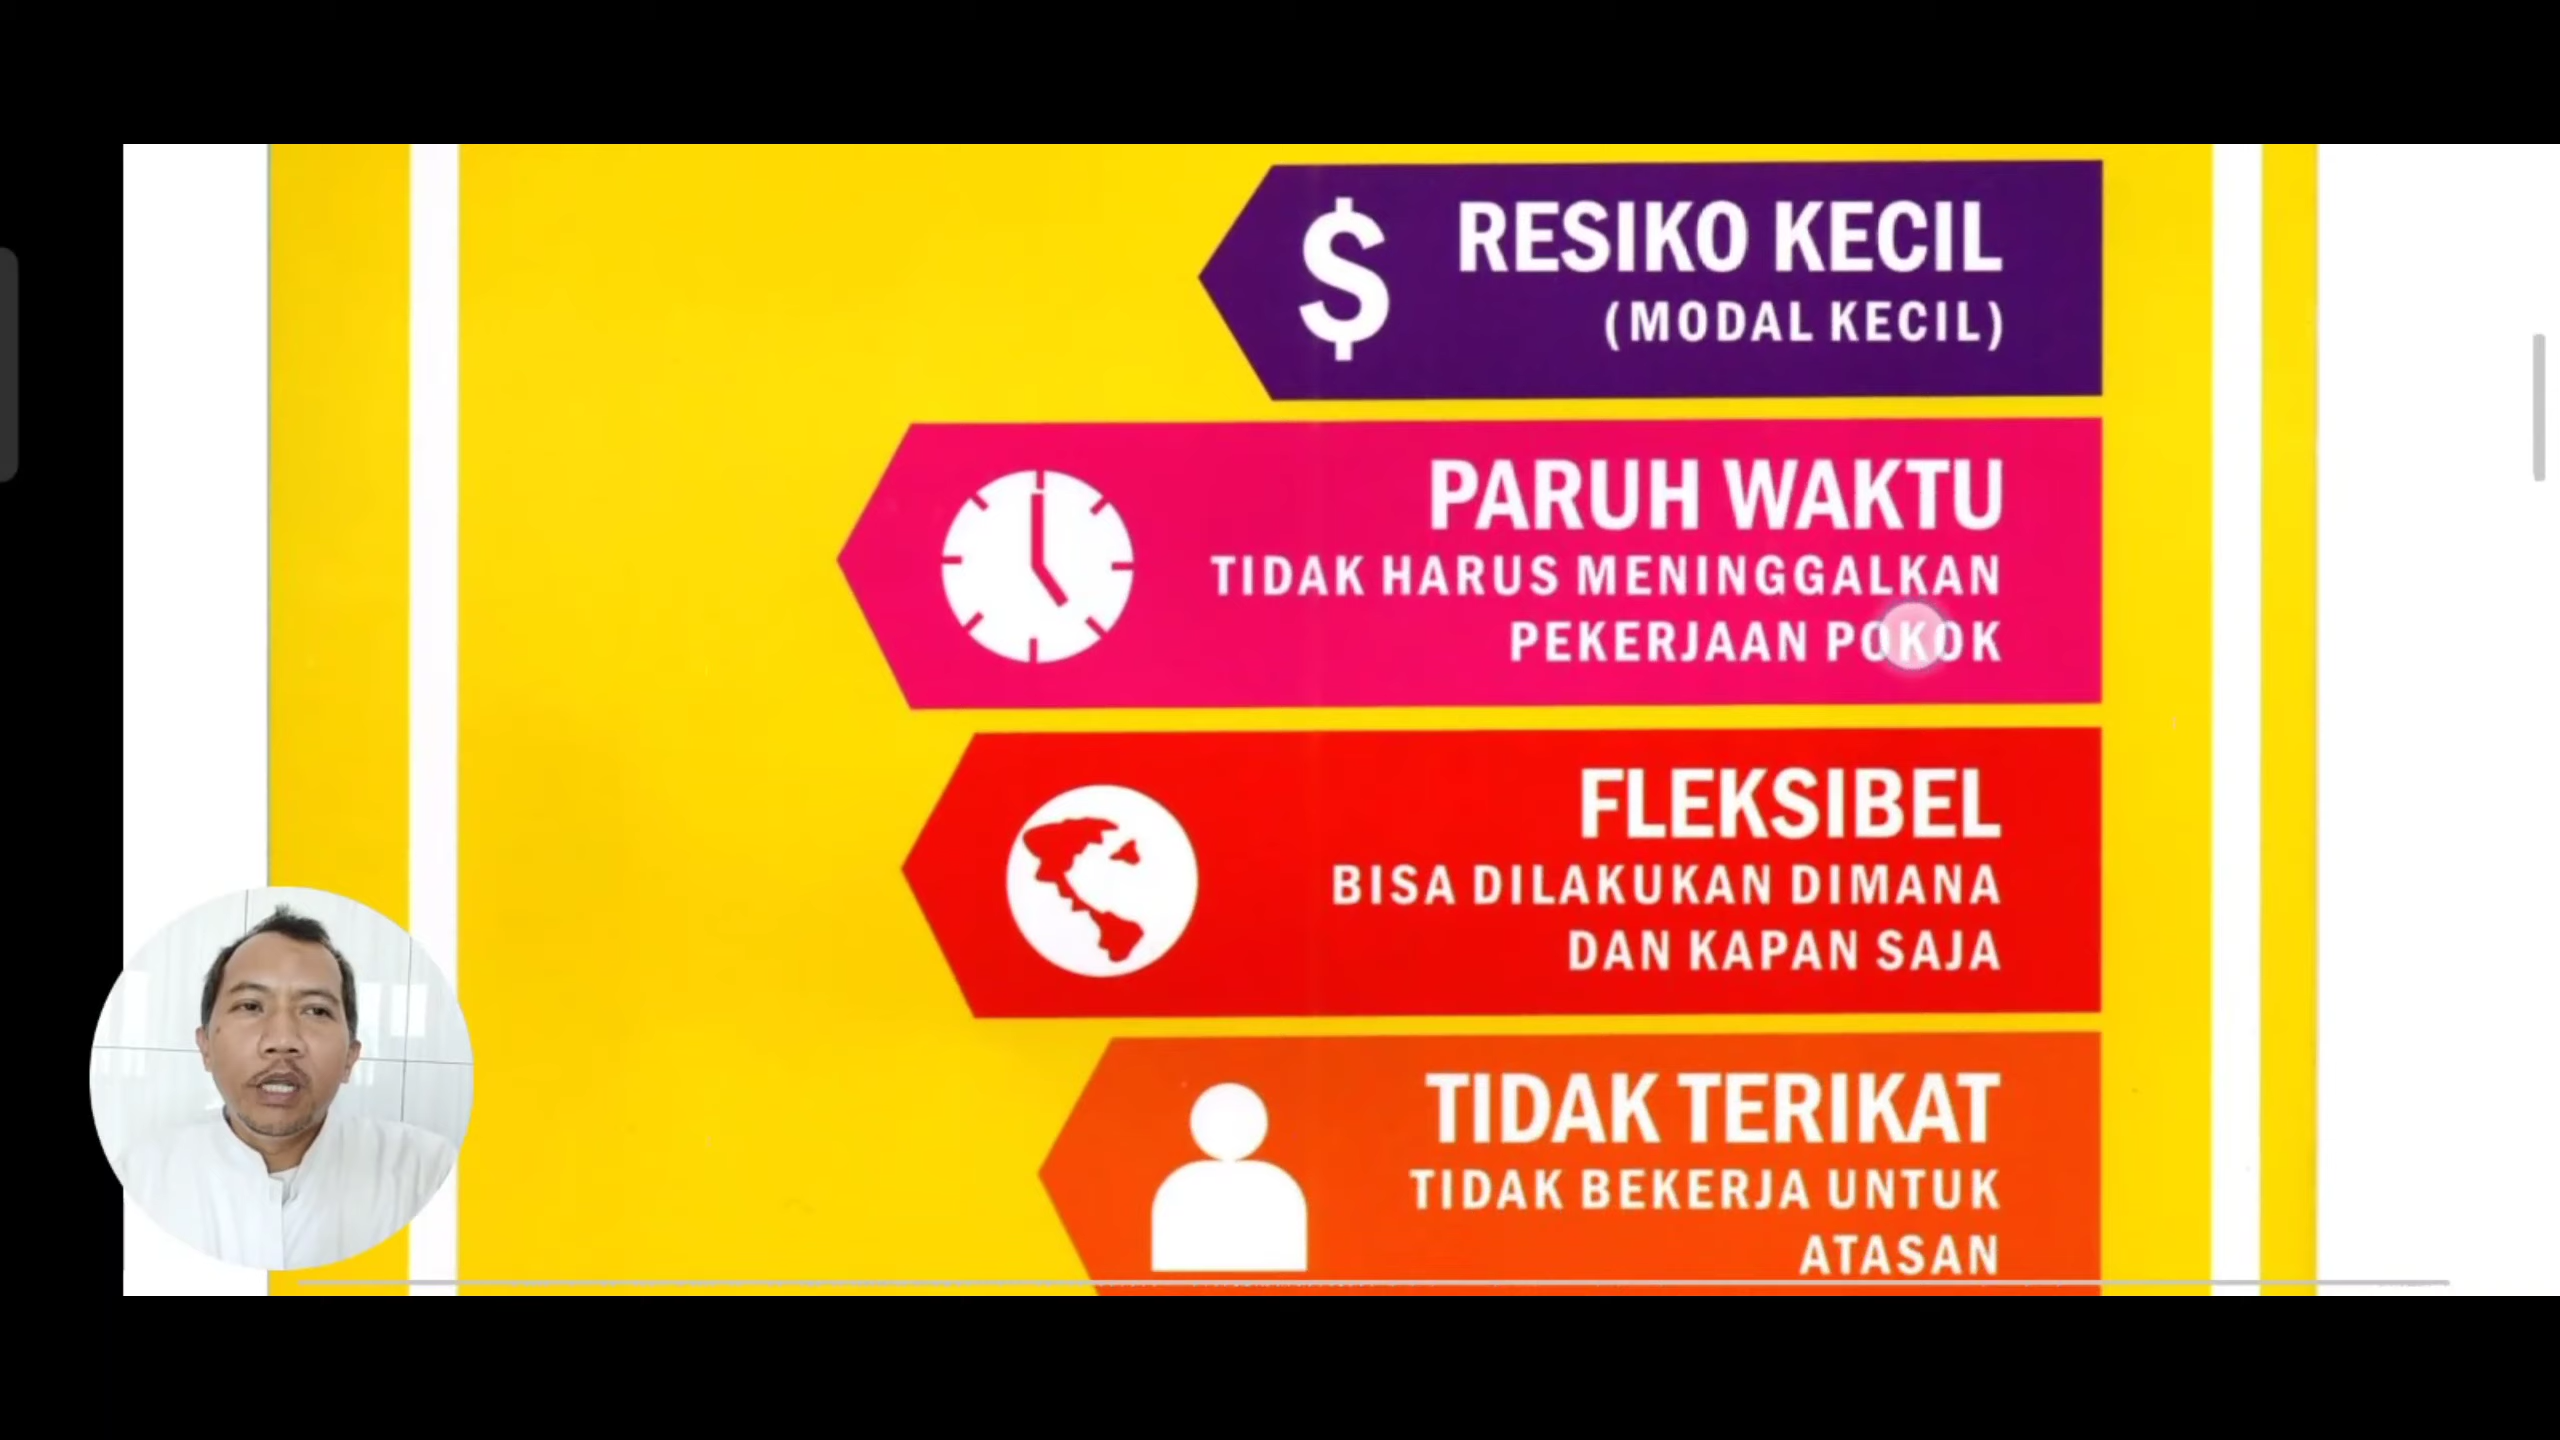 RESIKO KECIL
(MODAL KECIL)
PARUH WAKTU
TIDAK HARUS MENINGGALKAN
PEKERJAAN POKOK
FLEKSIBEL
BISA DILAKUKAN DIMANA
DAN KAPAN SAJA
TIDAK TERIKAT
TIDAK BEKERJA UNTUK
ATASAN